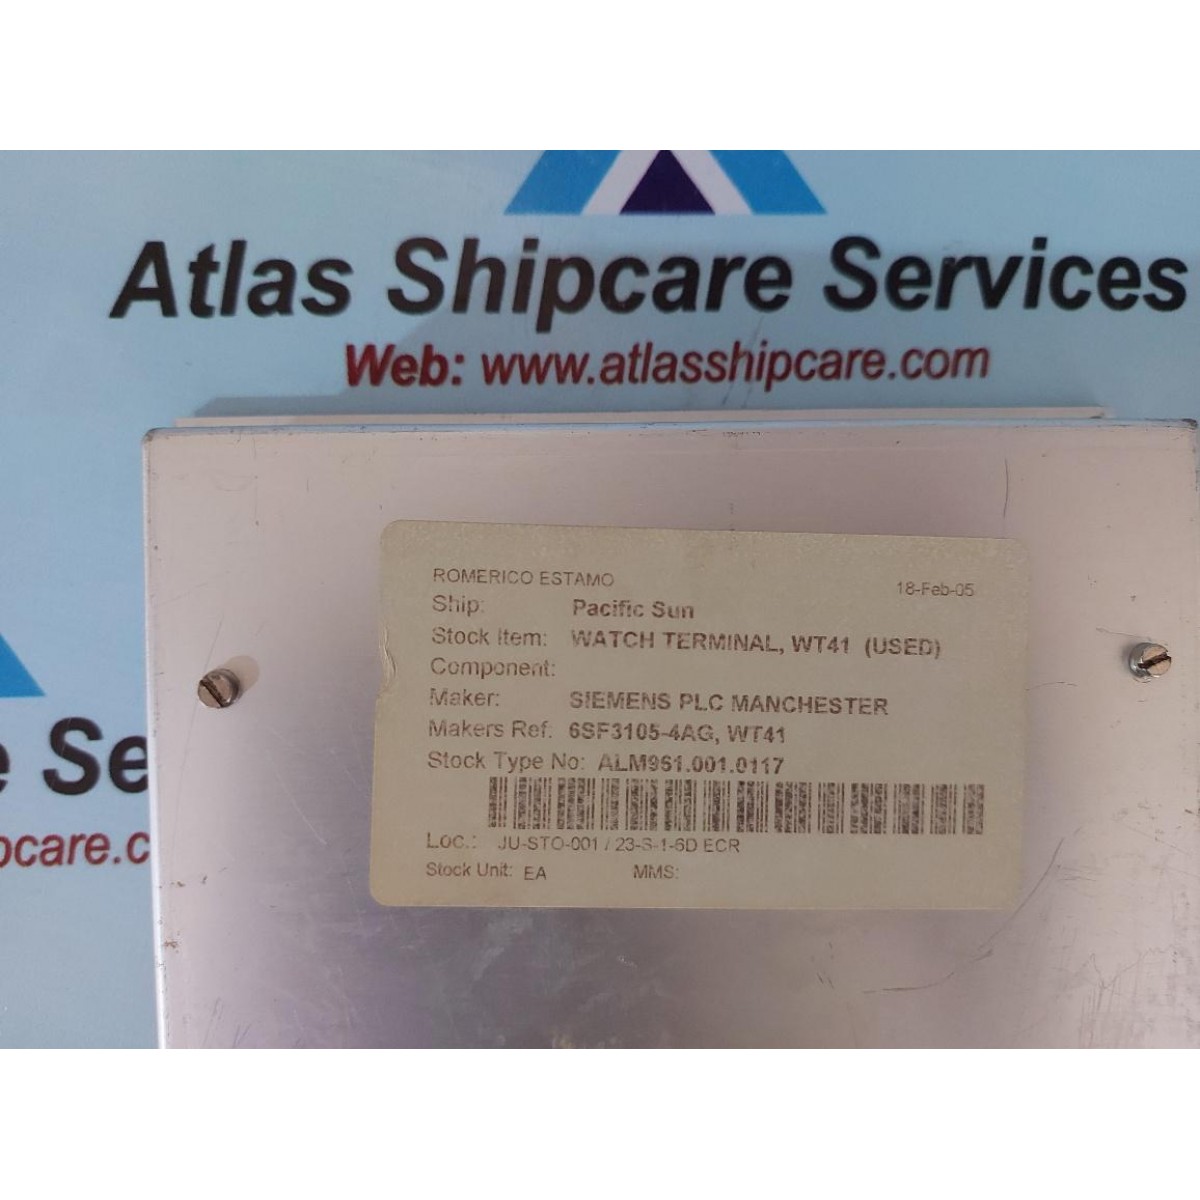 Atlas Shipcare Services
Web: www.atlasshipcare.com
ROMERICO ESTAMO
18-Feb-05
Ship: Pacific Sun
Stock Item: WATCH TERMINAL, WT41 (USED)
Component:
Maker: SIEMENS PLC MANCHESTER
Makers Ref: 6SF3105-4AG, WT41
Stock Type No: ALM961.001.0117
Loc.: JU-STO-001 / 23-S-1-6D ECR
Stock Unit: EA MMS:
e Se
pcare.c